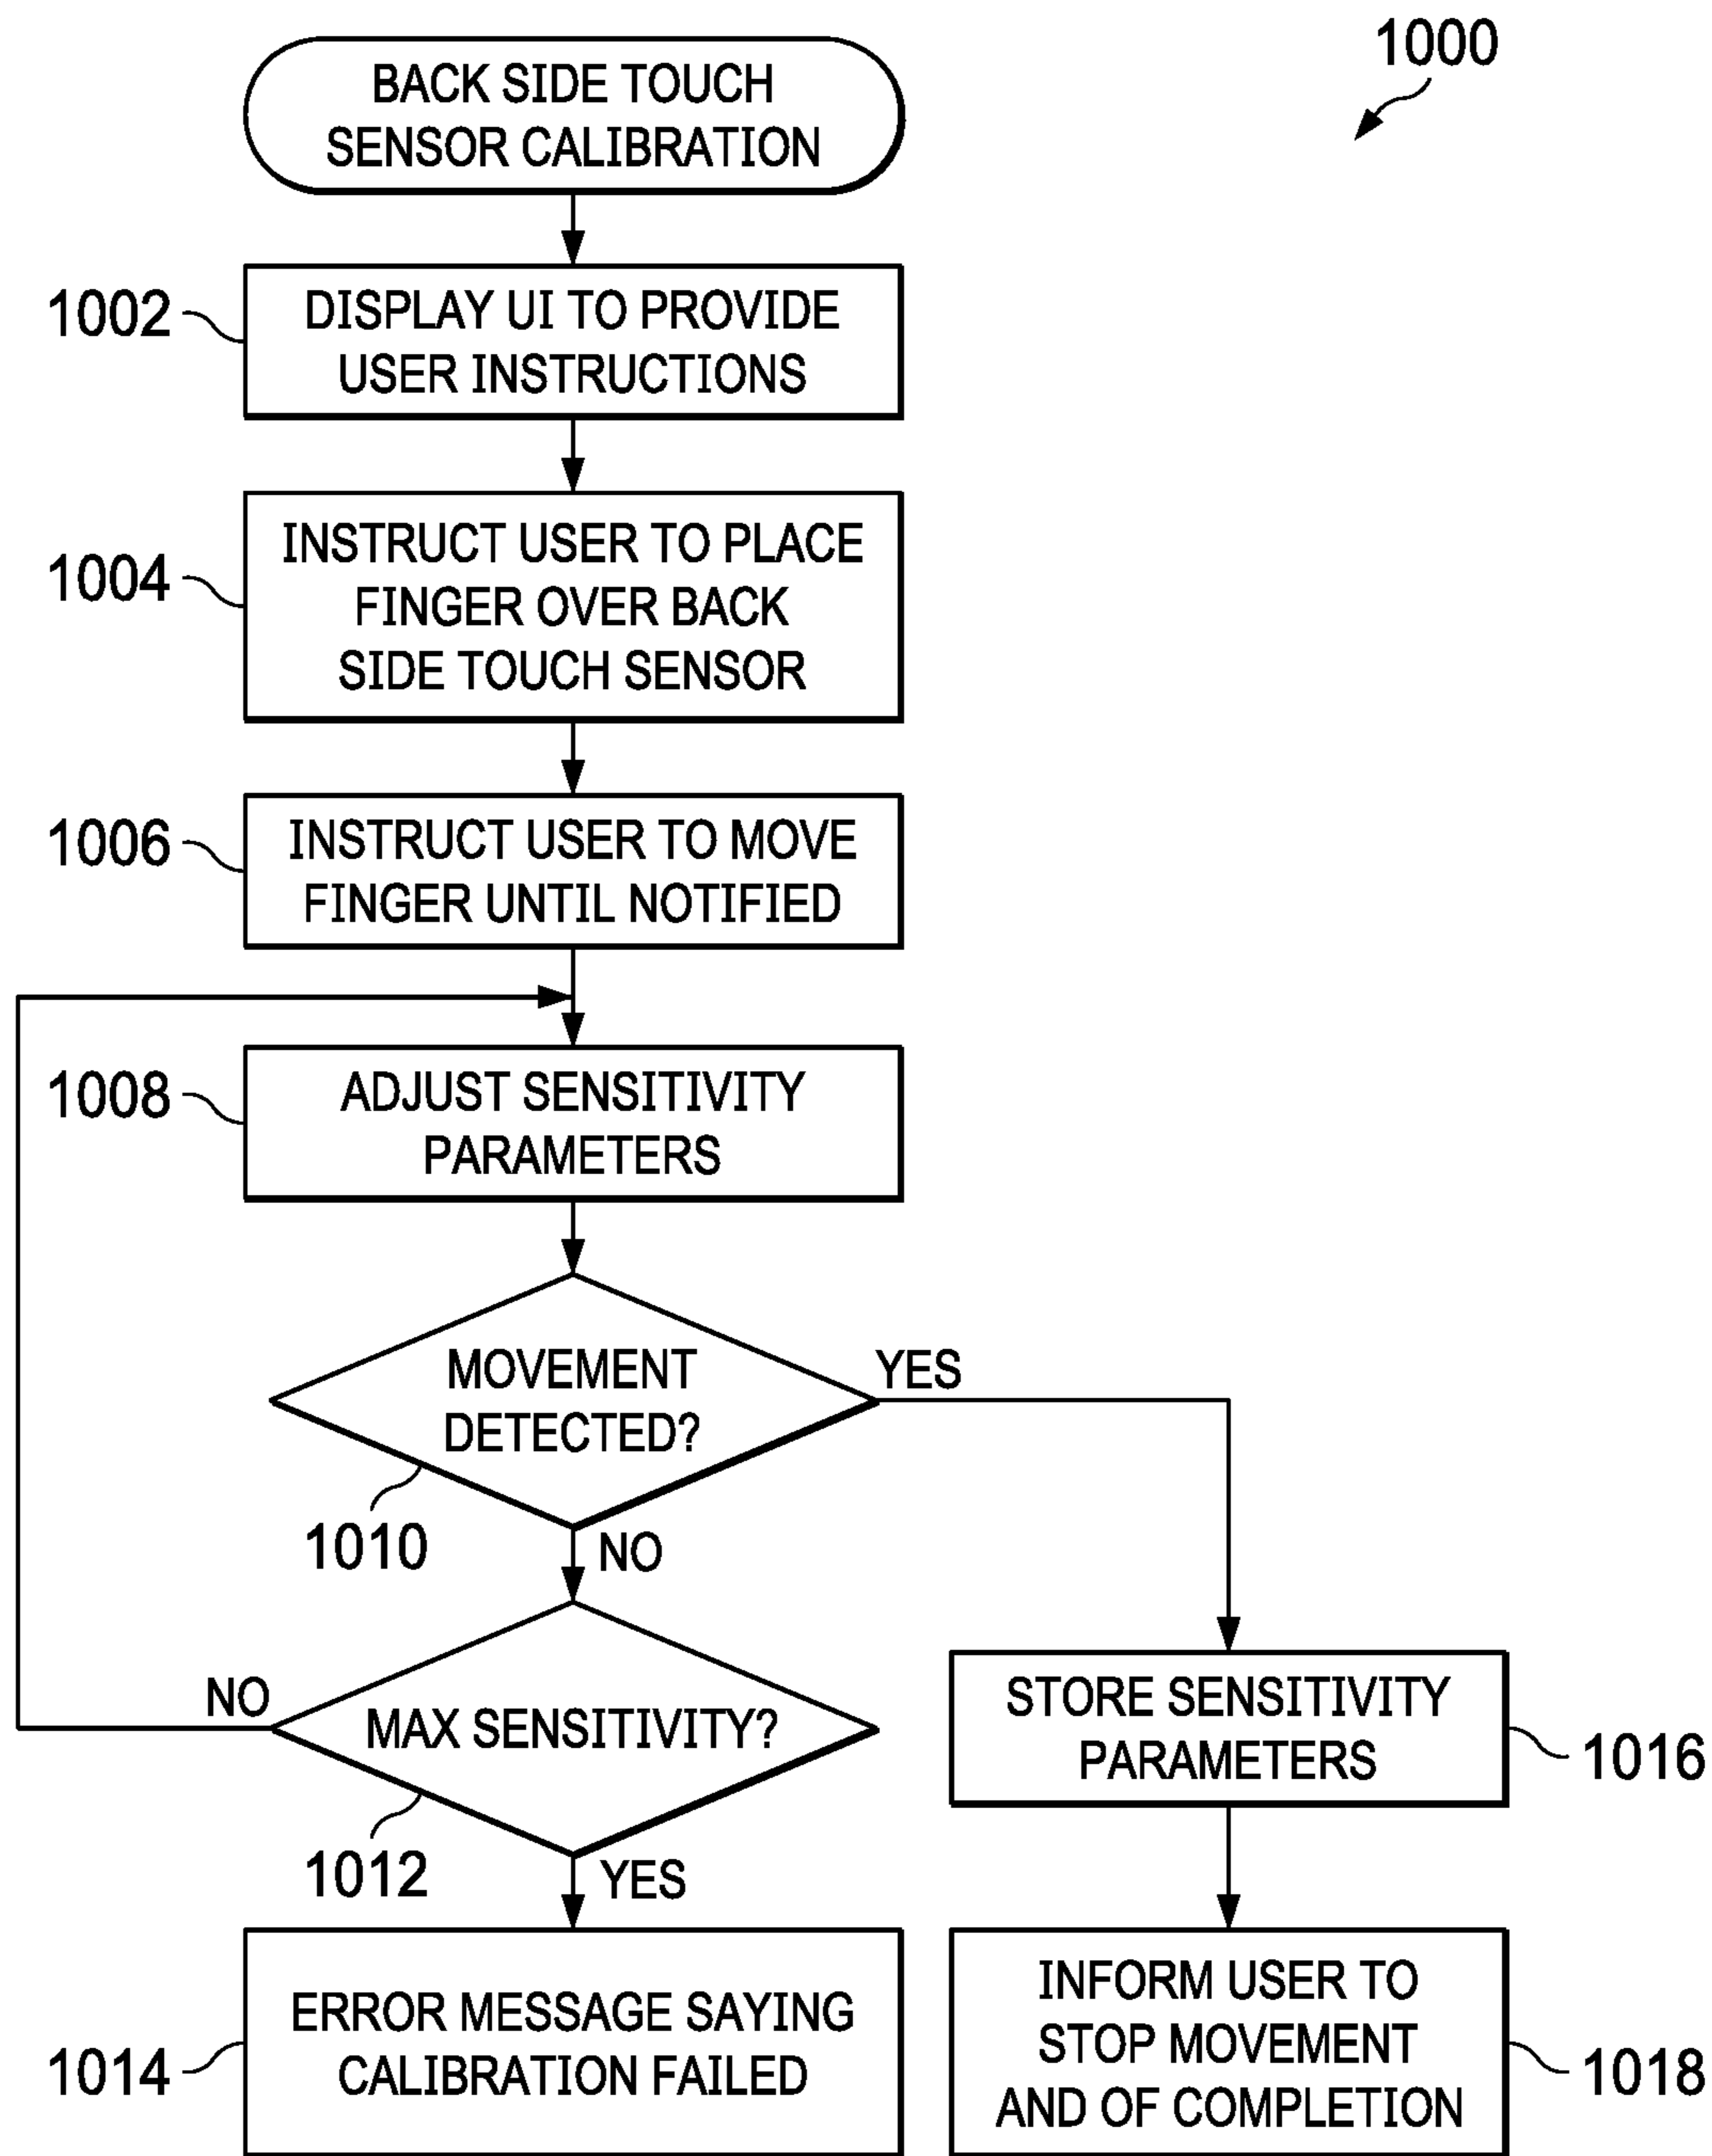 1000
BACK SIDE TOUCH
SENSOR CALIBRATION
1002
DISPLAY UI TO PROVIDE
USER INSTRUCTIONS
1004
INSTRUCT USER TO PLACE
FINGER OVER BACK
SIDE TOUCH SENSOR
1006
INSTRUCT USER TO MOVE
FINGER UNTIL NOTIFIED
1008
ADJUST SENSITIVITY
PARAMETERS
MOVEMENT
DETECTED?
YES
1010
NO
MAX SENSITIVITY?
NO
1012
YES
STORE SENSITIVITY
PARAMETERS
1016
ERROR MESSAGE SAYING
CALIBRATION FAILED
1014
INFORM USER TO
STOP MOVEMENT
AND OF COMPLETION
1018